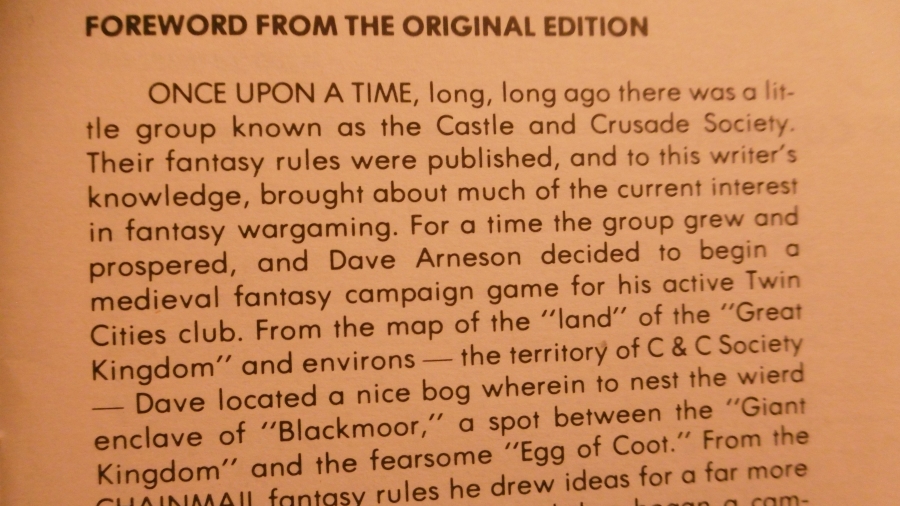 FOREWORD FROM THE ORIGINAL EDITION
ONCE UPON A TIME, long, long ago there was a lit-
tle group known as the Castle and Crusade Society.
Their fantasy rules were published, and to this writer's
knowledge, brought about much of the current interest
in fantasy wargaming. For a time the group grew and
prospered, and Dave Arneson decided to begin a
medieval fantasy campaign game for his active Twin
Cities club. From the map of the "land" of the "Great
Kingdom" and environs — the territory of C & C Society
— Dave located a nice bog wherein to nest the wierd
enclave of "Blackmoor," a spot between the "Giant
Kingdom" and the fearsome "Egg of Coot." From the
CHAINMAIL fantasy rules he drew ideas for a far more
began a cam-